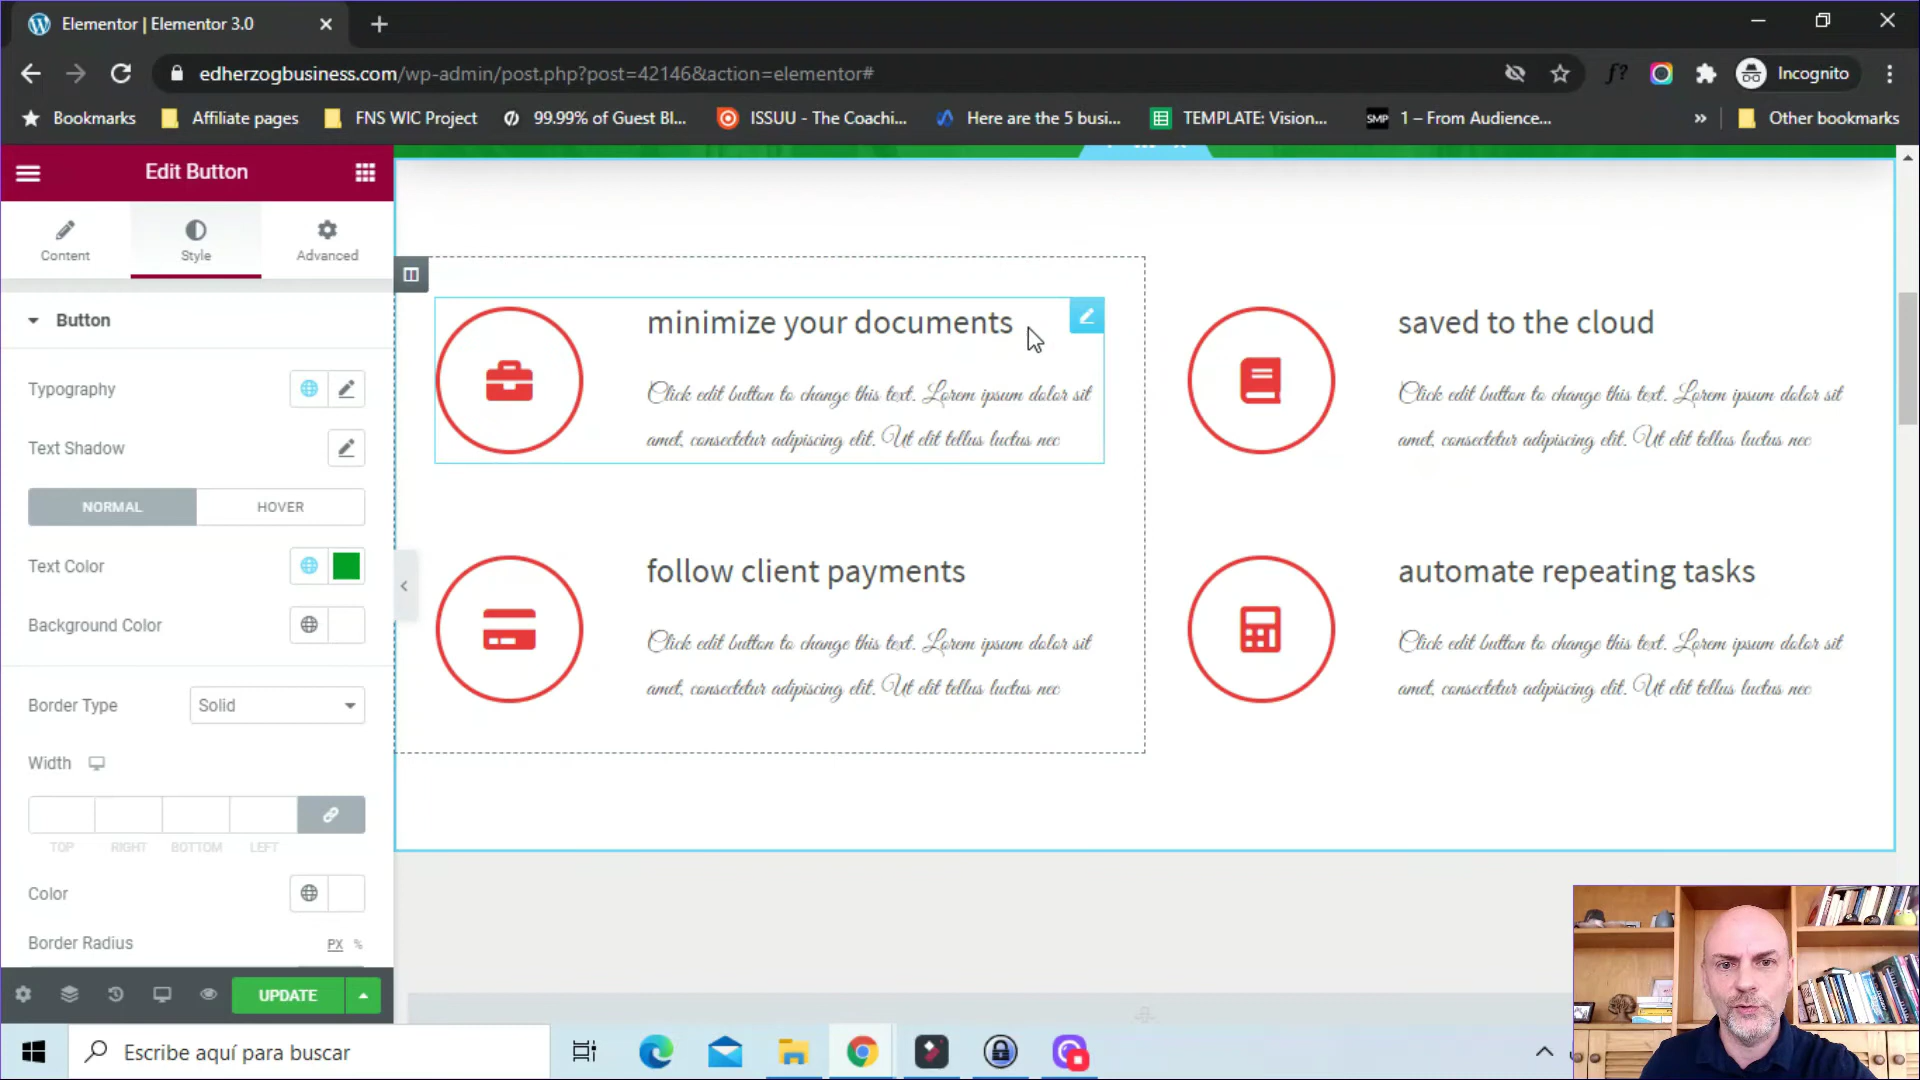 Elementor | Elementor 3.0
edherzogbusiness.com/wp-admin/post.php?post=42146&action=elementor#
f?
Incognito
Bookmarks
Affiliate pages
FNS WIC Project
99.99% of Guest Bl...
ISSUU - The Coachi...
Here are the 5 busi...
TEMPLATE: Vision...
SMP
1 – From Audience...
»
Other bookmarks
Edit Button
Content
Style
Advanced
Button
Typography
Text Shadow
NORMAL
HOVER
Text Color
Background Color
Border Type
Solid
Width
TOP
RIGHT
BOTTOM
LEFT
Color
Border Radius
PX
%
UPDATE
minimize your documents
Click edit button to change this text. Lorem ipsum dolor sit
amet, consectetur adipiscing elit. Ut elit tellus luctus nec
saved to the cloud
Click edit button to change this text. Lorem ipsum dolor sit
amet, consectetur adipiscing elit. Ut elit tellus luctus nec
follow client payments
Click edit button to change this text. Lorem ipsum dolor sit
amet, consectetur adipiscing elit. Ut elit tellus luctus nec
automate repeating tasks
Click edit button to change this text. Lorem ipsum dolor sit
amet, consectetur adipiscing elit. Ut elit tellus luctus nec
Escribe aquí para buscar